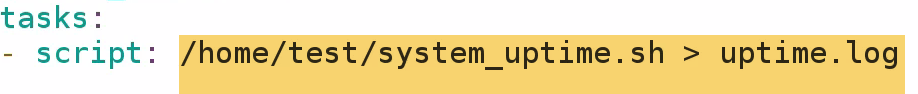 tasks:
- script: /home/test/system_uptime.sh > uptime.log